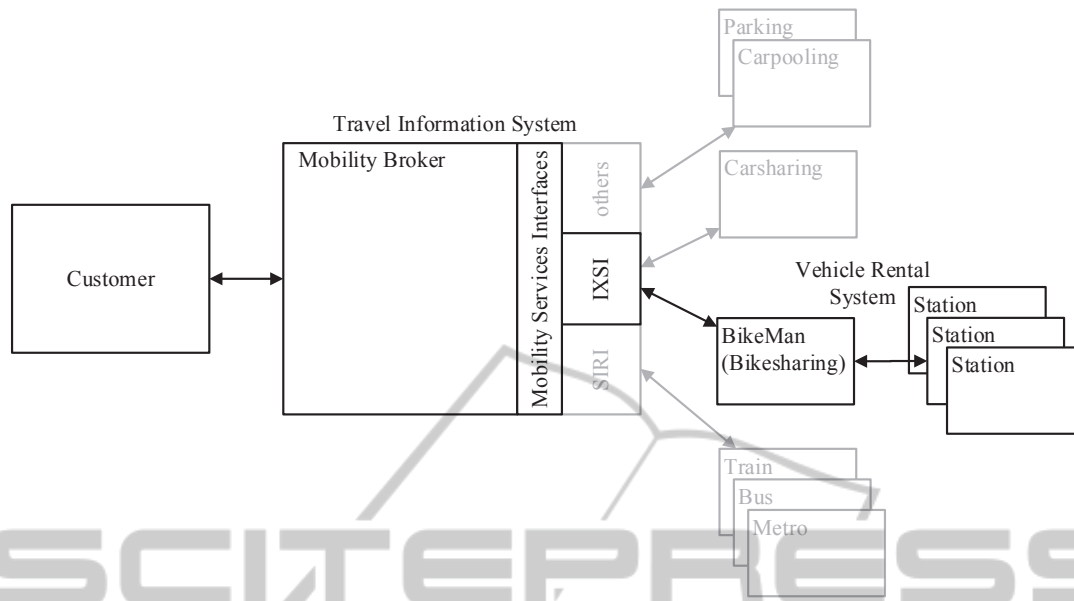 Parking
Carpooling
Travel Information System
Mobility Broker
Mobility Services Interfaces
others
IXSI
SIRI
Carsharing
Customer
Vehicle Rental
System
BikeMan
(Bikesharing)
Station
Station
Station
Train
Bus
Metro
SCITEPRESS